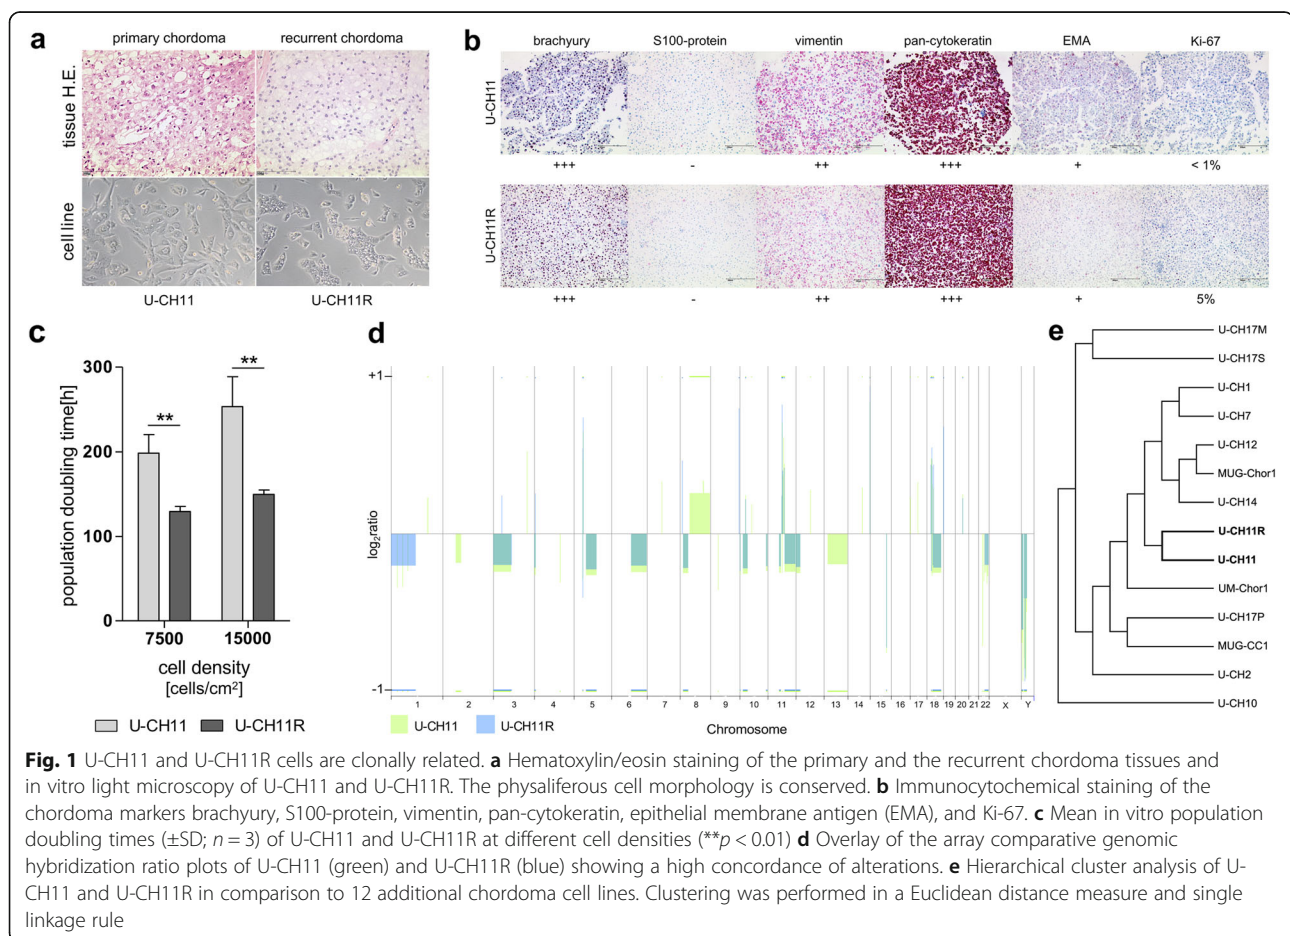 a
primary chordoma
recurrent chordoma
tissue H.E.
cell line
U-CH11
U-CH11R
b
brachyury
S100-protein
vimentin
pan-cytokeratin
EMA
Ki-67
U-CH11
+++
-
++
+++
+
< 1%
U-CH11R
+++
-
++
+++
+
5%
c
population doubling time[h]
300
200
100
0
**
**
7500
15000
cell density
[cells/cm²]
U-CH11
U-CH11R
d
+1
log₂ratio
-1
1 2 3 4 5 6 7 8 9 10 11 12 13 14 15 16 17 18 19 20 21 22 X Y
U-CH11
U-CH11R
Chromosome
e
U-CH17M
U-CH17S
U-CH1
U-CH7
U-CH12
MUG-Chor1
U-CH14
U-CH11R
U-CH11
UM-Chor1
U-CH17P
MUG-CC1
U-CH2
U-CH10
Fig. 1 U-CH11 and U-CH11R cells are clonally related. a Hematoxylin/eosin staining of the primary and the recurrent chordoma tissues and
in vitro light microscopy of U-CH11 and U-CH11R. The physaliferous cell morphology is conserved. b Immunocytochemical staining of the
chordoma markers brachyury, S100-protein, vimentin, pan-cytokeratin, epithelial membrane antigen (EMA), and Ki-67. c Mean in vitro population
doubling times (±SD; n = 3) of U-CH11 and U-CH11R at different cell densities (**p < 0.01) d Overlay of the array comparative genomic
hybridization ratio plots of U-CH11 (green) and U-CH11R (blue) showing a high concordance of alterations. e Hierarchical cluster analysis of U-
CH11 and U-CH11R in comparison to 12 additional chordoma cell lines. Clustering was performed in a Euclidean distance measure and single
linkage rule